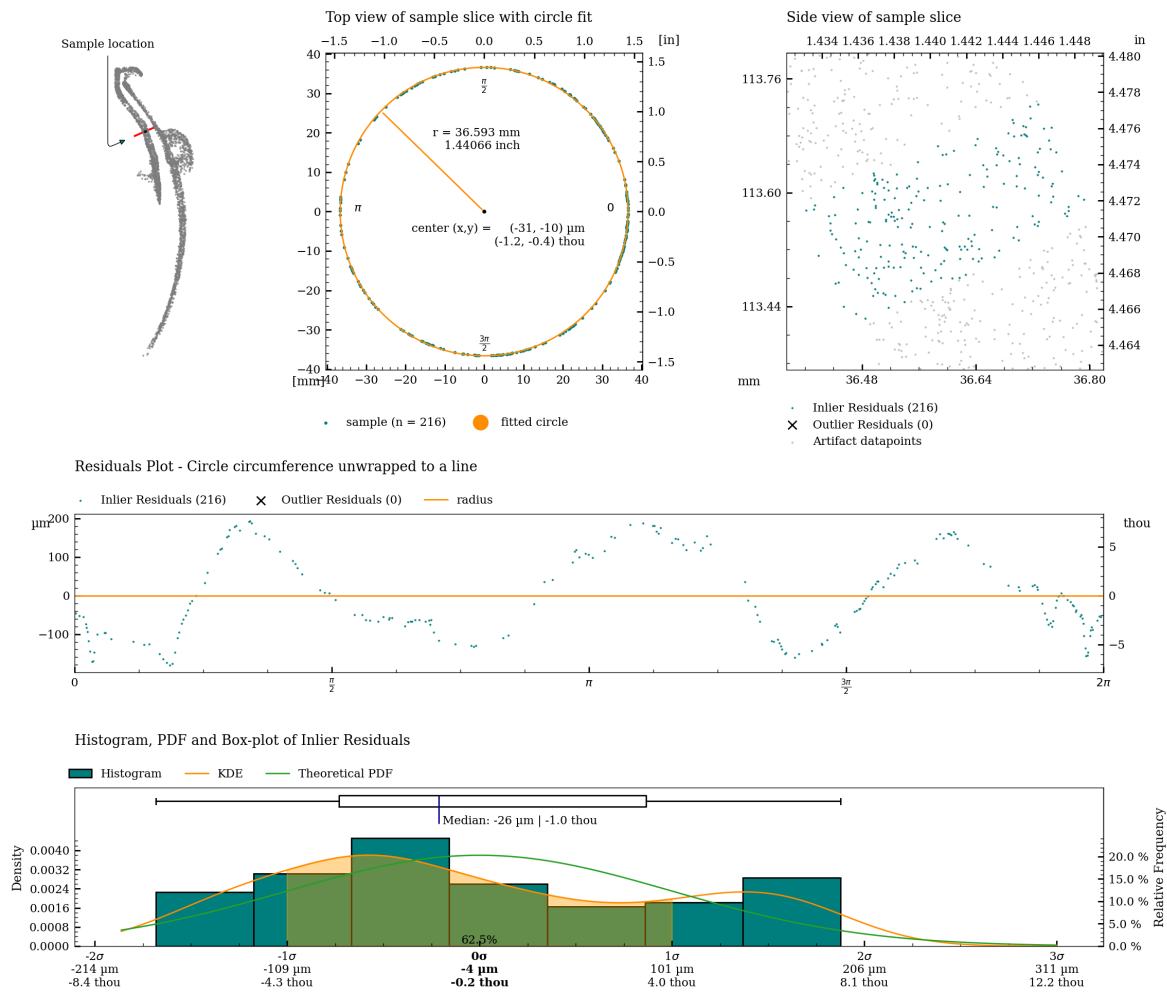 Top view of sample slice with circle fit
Side view of sample slice
Sample location
−1.5 −1.0 −0.5 0.0 0.5 1.0 1.5 [in]
1.434 1.436 1.438 1.440 1.442 1.444 1.446 1.448 in
40
30
20
10
0
−10
−20
−30
−40
1.5
1.0
0.5
0.0
−0.5
−1.0
−1.5
π/2
r = 36.593 mm
1.44066 inch
π
0
center (x,y) = (-31, -10) µm
(-1.2, -0.4) thou
3π/2
[mm]
−40 −30 −20 −10 0 10 20 30 40
113.76
113.60
113.44
4.480
4.478
4.476
4.474
4.472
4.470
4.468
4.466
4.464
mm
36.48 36.64 36.80
sample (n = 216) fitted circle
Inlier Residuals (216)
Outlier Residuals (0)
Artifact datapoints
Residuals Plot - Circle circumference unwrapped to a line
Inlier Residuals (216) Outlier Residuals (0) radius
µm
200
100
0
−100
thou
5
0
−5
0 π/2 π 3π/2 2π
Histogram, PDF and Box-plot of Inlier Residuals
Histogram KDE Theoretical PDF
Median: -26 µm | -1.0 thou
Density
0.0040
0.0032
0.0024
0.0016
0.0008
0.0000
20.0 %
15.0 %
10.0 %
5.0 %
0.0 %
Relative Frequency
62.5%
-2σ -1σ 0σ 1σ 2σ 3σ
-214 µm -109 µm -4 µm 101 µm 206 µm 311 µm
-8.4 thou -4.3 thou -0.2 thou 4.0 thou 8.1 thou 12.2 thou